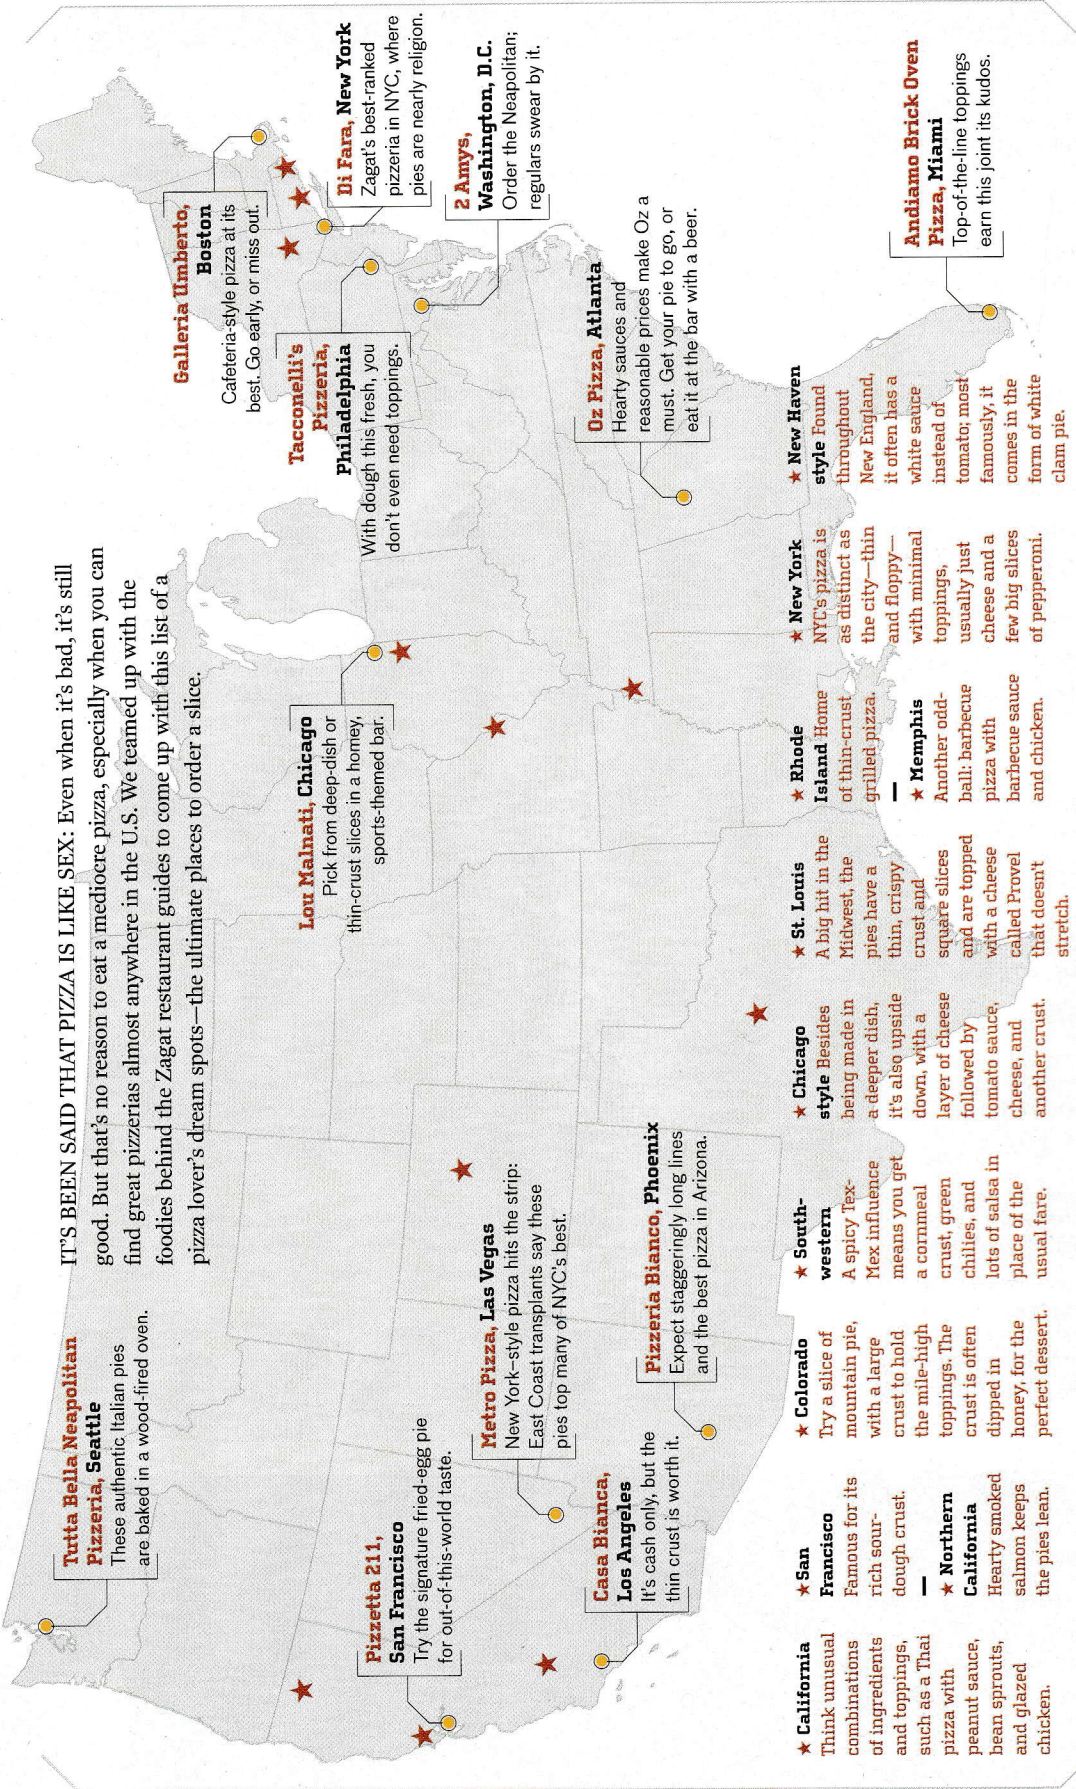 IT'S BEEN SAID THAT PIZZA IS LIKE SEX: Even when it's bad, it's still
good. But that's no reason to eat a mediocre pizza, especially when you can
find great pizzerias almost anywhere in the U.S. We teamed up with the
foodies behind the Zagat restaurant guides to come up with this list of a
pizza lover's dream spots—the ultimate places to order a slice.
Tutta Bella Neapolitan
Pizzeria, Seattle
These authentic Italian pies
are baked in a wood-fired oven.
Pizzetta 211,
San Francisco
Try the signature fried-egg pie
for out-of-this-world taste.
Metro Pizza, Las Vegas
New York–style pizza hits the strip:
East Coast transplants say these
pies top many of NYC's best.
Casa Bianca,
Los Angeles
It's cash only, but the
thin crust is worth it.
Pizzeria Bianco, Phoenix
Expect staggeringly long lines
and the best pizza in Arizona.
Lou Malnati, Chicago
Pick from deep-dish or
thin-crust slices in a homey,
sports-themed bar.
Galleria Umberto,
Boston
Cafeteria-style pizza at its
best. Go early, or miss out.
Tacconelli's
Pizzeria,
Philadelphia
With dough this fresh, you
don't even need toppings.
Di Fara, New York
Zagat's best-ranked
pizzeria in NYC, where
pies are nearly religion.
2 Amys,
Washington, D.C.
Order the Neapolitan;
regulars swear by it.
Oz Pizza, Atlanta
Hearty sauces and
reasonable prices make Oz a
must. Get your pie to go, or
eat it at the bar with a beer.
Andiamo Brick Oven
Pizza, Miami
Top-of-the-line toppings
earn this joint its kudos.
★ California
Think unusual
combinations
of ingredients
and toppings,
such as a Thai
pizza with
peanut sauce,
bean sprouts,
and glazed
chicken.
★ San
Francisco
Famous for its
rich sour-
dough crust.
—
★ Northern
California
Hearty smoked
salmon keeps
the pies lean.
★ Colorado
Try a slice of
mountain pie,
with a large
crust to hold
the mile-high
toppings. The
crust is often
dipped in
honey, for the
perfect dessert.
★ South-
western
A spicy Tex-
Mex influence
means you get
a cornmeal
crust, green
chilies, and
lots of salsa in
place of the
usual fare.
★ Chicago
style Besides
being made in
a deeper dish,
it's also upside
down, with a
layer of cheese
followed by
tomato sauce,
cheese, and
another crust.
★ St. Louis
A big hit in the
Midwest, the
pies have a
thin, crispy
crust and
square slices
and are topped
with a cheese
called Provel
that doesn't
stretch.
★ Rhode
Island Home
of thin-crust
grilled pizza.
—
★ Memphis
Another odd-
ball: barbecue
pizza with
barbecue sauce
and chicken.
★ New York
NYC's pizza is
as distinct as
the city—thin
and floppy—
with minimal
toppings,
usually just
cheese and a
few big slices
of pepperoni.
★ New Haven
style Found
throughout
New England,
it often has a
white sauce
instead of
tomato; most
famously, it
comes in the
form of white
clam pie.